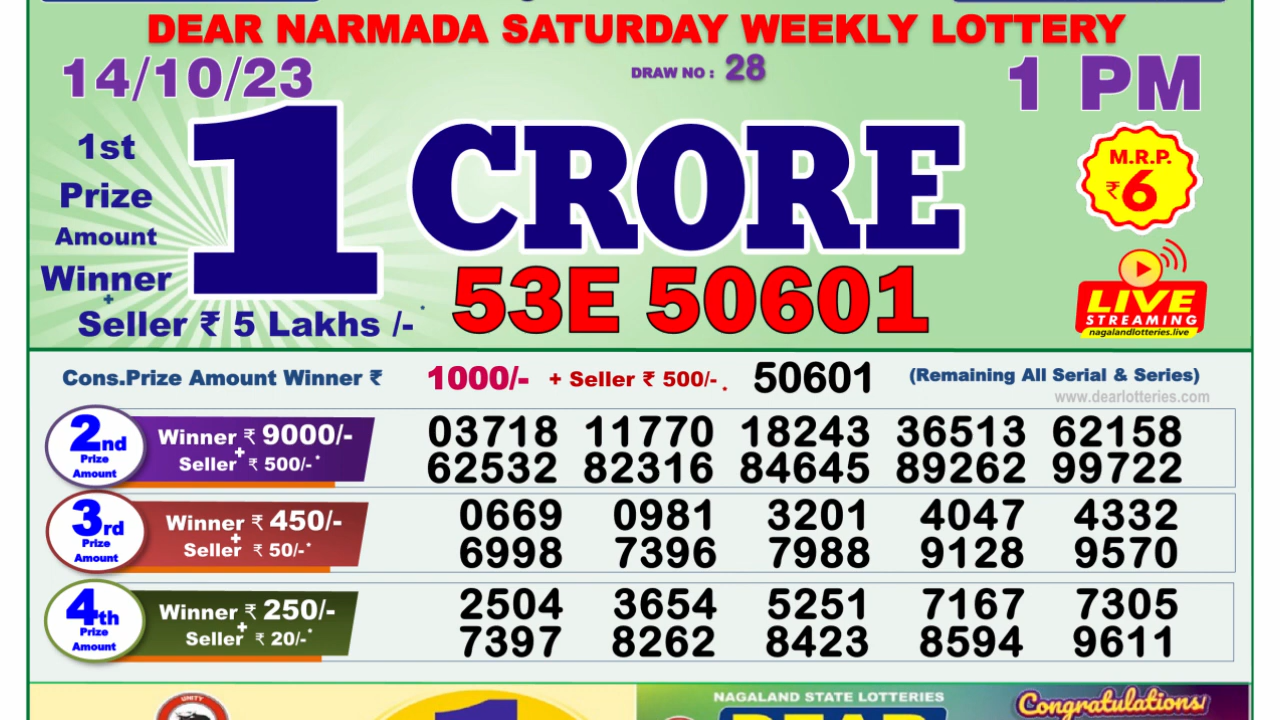 DEAR NARMADA SATURDAY WEEKLY LOTTERY
14/10/23
DRAW NO : 28
1 PM
1st
Prize
Amount
Winner
+
Seller ₹ 5 Lakhs /-*
1 CRORE
53E 50601
M.R.P.
₹6
LIVE
STREAMING
nagalandlotteries.live
Cons.Prize Amount Winner ₹ 1000/- + Seller ₹ 500/-. 50601 (Remaining All Serial & Series)
www.dearlotteries.com
2nd
Prize
Amount
Winner ₹ 9000/-
+
Seller ₹ 500/-*
03718 11770 18243 36513 62158
62532 82316 84645 89262 99722
3rd
Prize
Amount
Winner ₹ 450/-
+
Seller ₹ 50/-*
0669 0981 3201 4047 4332
6998 7396 7988 9128 9570
4th
Prize
Amount
Winner ₹ 250/-
+
Seller ₹ 20/-*
2504 3654 5251 7167 7305
7397 8262 8423 8594 9611
UNITY
1
NAGALAND STATE LOTTERIES
DEAR
Congratulations!